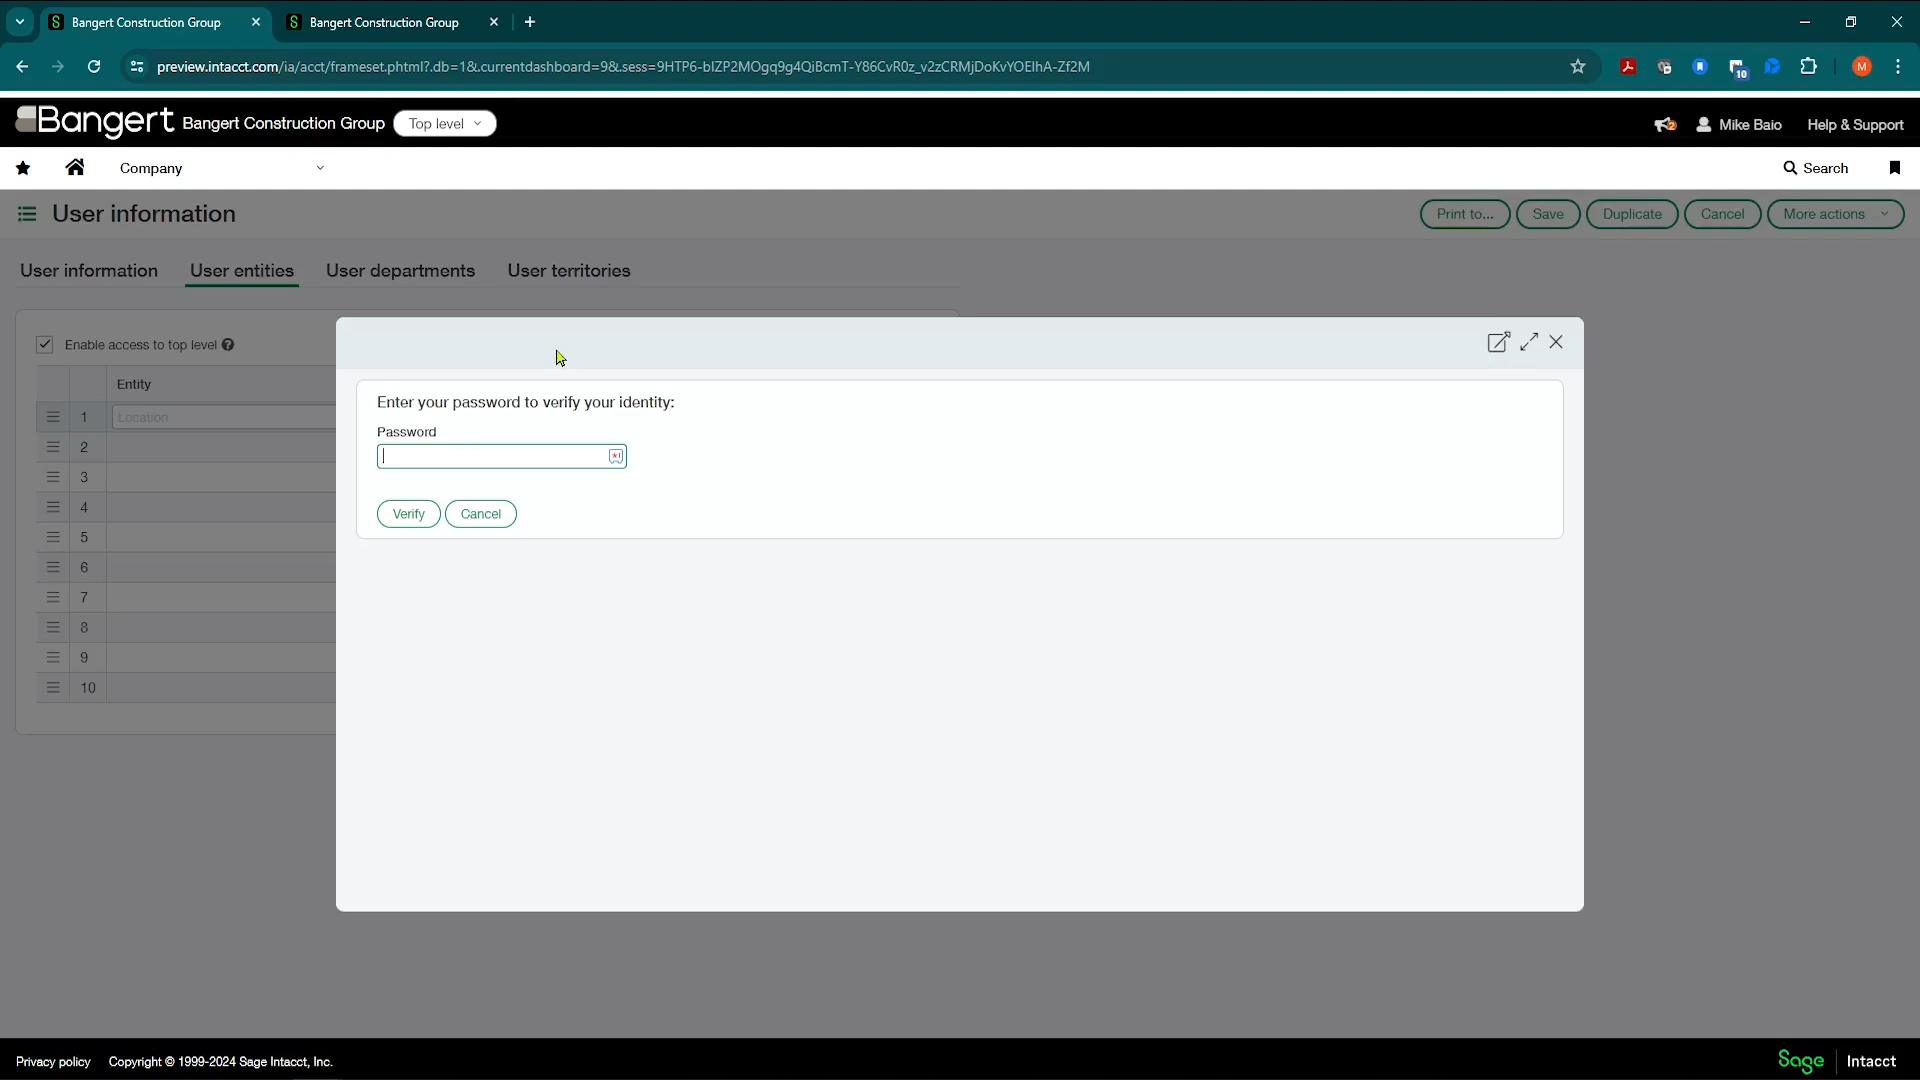 Bangert Construction Group
Bangert Construction Group
preview.intacct.com/ia/acct/frameset.phtml?.db=1&.currentdashboard=9&.sess=9HTP6-bIZP2MOgq9g4QiBcmT-Y86CvR0z_v2zCRMjDoKvYOEIhA-Zf2M
10
M
Bangert Bangert Construction Group Top level
2
Mike Baio
Help & Support
Company
Search
User information
Print to...
Save
Duplicate
Cancel
More actions
User information
User entities
User departments
User territories
Enable access to top level
Entity
1
Location
2
3
4
5
6
7
8
9
10
Enter your password to verify your identity:
Password
Verify
Cancel
Privacy policy
Copyright © 1999-2024 Sage Intacct, Inc.
Sage
Intacct